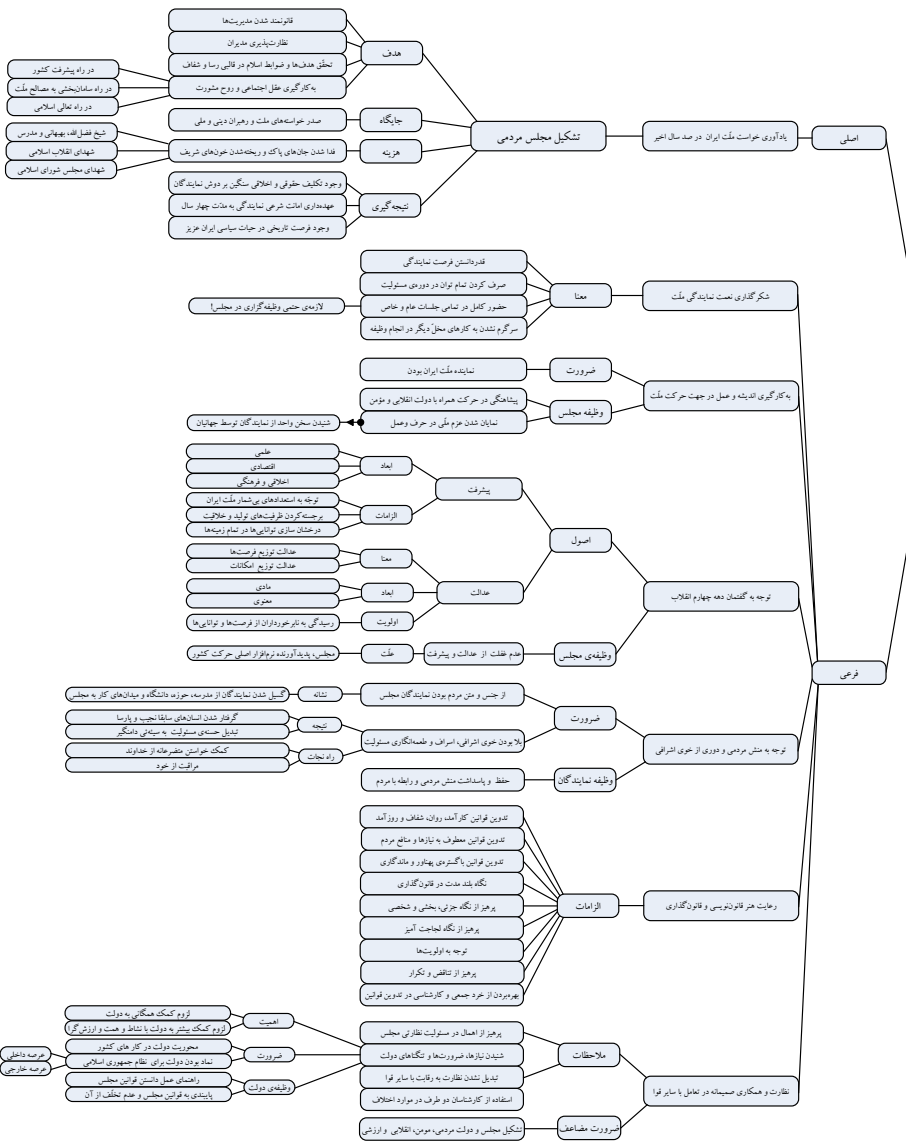 اصلی
یادآوری خواست ملّت ایران در صد سال اخیر
تشکیل مجلس مردمی
هدف
قانونمند شدن مدیریت‌ها
نظارت‌پذیری مدیران
تحقّق هدف‌ها و ضوابط اسلام در قالبی رسا و شفاف
به‌کارگیری عقل اجتماعی و روح مشورت
در راه پیشرفت کشور
در راه سامان‌بخشی به مصالح ملّت
در راه تعالی اسلامی
جایگاه
صدر خواسته‌های ملت و رهبران دینی و ملی
هزینه
فدا شدن جان‌های پاک و ریخته‌شدن خون‌های شریف
شیخ فضل‌الله، بهبهانی و مدرس
شهدای انقلاب اسلامی
شهدای مجلس شورای اسلامی
نتیجه‌گیری
وجود تکلیف حقوقی و اخلاقی سنگین بر دوش نمایندگان
عهده‌داری امانت شرعی نمایندگی به مدّت چهار سال
وجود فرصت تاریخی در حیات سیاسی ایران عزیز
فرعی
شکرگذاری نعمت نمایندگی ملّت
معنا
قدردانستن فرصت نمایندگی
صرف کردن تمام توان در دوره‌ی مسئولیت
حضور کامل در تمامی جلسات عام و خاص
لازمه‌ی حتمی وظیفه‌گزاری در مجلس!
سرگرم نشدن به کارهای مخلّ دیگر در انجام وظیفه
به‌کارگیری اندیشه و عمل در جهت حرکت ملّت
ضرورت
نماینده ملّت ایران بودن
وظیفه مجلس
پیشاهنگی در حرکت همراه با دولت انقلابی و مؤمن
نمایان شدن عزم ملّی در حرف وعمل
شنیدن سخن واحد از نمایندگان توسط جهانیان
توجه به گفتمان دهه چهارم انقلاب
اصول
پیشرفت
ابعاد
علمی
اقتصادی
اخلاقی و فرهنگی
الزامات
توجّه به استعدادهای بی‌شمار ملّت ایران
برجسته‌کردن ظرفیت‌های تولید و خلاقیت
درخشان سازی توانایی‌ها در تمام زمینه‌ها
عدالت
معنا
عدالت توزیع فرصت‌ها
عدالت توزیع امکانات
ابعاد
مادی
معنوی
اولویت
رسیدگی به نابرخورداران از فرصت‌ها و توانایی‌ها
وظیفه‌ی مجلس
عدم غفلت از عدالت و پیشرفت
علّت
مجلس، پدیدآورنده نرم‌افزار اصلی حرکت کشور
توجه به منش مردمی و دوری از خوی اشرافی
ضرورت
از جنس و متن مردم بودن نمایندگان مجلس
نشانه
گسیل شدن نمایندگان از مدرسه، حوزه، دانشگاه و میدان‌های کار به مجلس
بلا بودن خوی اشرافی، اسراف و طعمه‌انگاری مسئولیت
نتیجه
گرفتار شدن انسان‌های سابقا نجیب و پارسا
تبدیل حسنه‌ی مسئولیت به سیئه‌ئی دامنگیر
راه نجات
کمک خواستن متضرعانه از خداوند
مراقبت از خود
وظیفه نمایندگان
حفظ و پاسداشت منش مردمی و رابطه با مردم
رعایت هنر قانون‌نویسی و قانون‌گذاری
الزامات
تدوین قوانین کارآمد، روان، شفاف و روزآمد
تدوین قوانین معطوف به نیازها و منافع مردم
تدوین قوانین باگستره‌ی پهناور و ماندگاری
نگاه بلند مدت در قانون‌گذاری
پرهیز از نگاه جزئی، بخشی و شخصی
پرهیز از نگاه لجاجت آمیز
توجه به اولویت‌ها
پرهیز از تناقض و تکرار
بهره‌بردن از خرد جمعی و کارشناسی در تدوین قوانین
نظارت و همکاری صمیمانه در تعامل با سایر قوا
ملاحظات
پرهیز از اهمال در مسئولیت نظارتی مجلس
شنیدن نیازها، ضرورت‌ها و تنگناهای دولت
اهمیت
لزوم کمک همگانی به دولت
لزوم کمک بیشتر به دولت با نشاط و همت و ارزش‌گرا
ضرورت
محوریت دولت در کار های کشور
نماد بودن دولت برای نظام جمهوری اسلامی
عرصه داخلی
عرصه خارجی
وظیفه‌ی دولت
راهنمای عمل دانستن قوانین مجلس
پایبندی به قوانین مجلس و عدم تخلّف از آن
تبدیل نشدن نظارت به رقابت با سایر قوا
استفاده از کارشناسان دو طرف در موارد اختلاف
ضرورت مضاعف
تشکیل مجلس و دولت مردمی، مومن، انقلابی و ارزشی